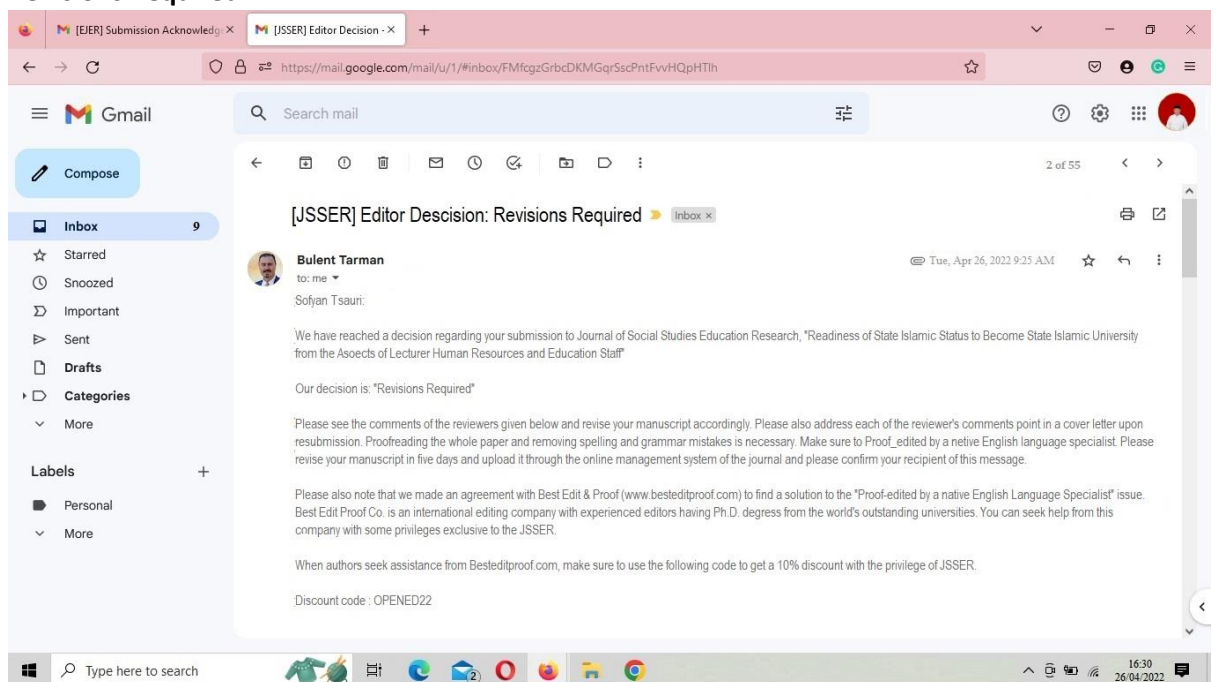 [EJER] Submission Acknowledg
[JSSER] Editor Decision -
https://mail.google.com/mail/u/1/#inbox/FMfcgzGrbcDKMGqrSscPntFvvHQpHTlh
Gmail
Search mail
Compose
2 of 55
Inbox 9
Starred
Snoozed
Important
Sent
Drafts
Categories
More
Labels
Personal
More
[JSSER] Editor Descision: Revisions Required Inbox ×
Bulent Tarman
Tue, Apr 26, 2022 9:25 AM
to: me
Sofyan Tsauri:
We have reached a decision regarding your submission to Journal of Social Studies Education Research, "Readiness of State Islamic Status to Become State Islamic University
from the Asoects of Lecturer Human Resources and Education Staff"
Our decision is: "Revisions Required"
Please see the comments of the reviewers given below and revise your manuscript accordingly. Please also address each of the reviewer's comments point in a cover letter upon
resubmission. Proofreading the whole paper and removing spelling and grammar mistakes is necessary. Make sure to Proof_edited by a netive English language specialist. Please
revise your manuscript in five days and upload it through the online management system of the journal and please confirm your recipient of this message.
Please also note that we made an agreement with Best Edit & Proof (www.besteditproof.com) to find a solution to the "Proof-edited by a native English Language Specialist" issue.
Best Edit Proof Co. is an international editing company with experienced editors having Ph.D. degress from the world's outstanding universities. You can seek help from this
company with some privileges exclusive to the JSSER.
When authors seek assistance from Besteditproof.com, make sure to use the following code to get a 10% discount with the privilege of JSSER.
Discount code : OPENED22
Type here to search
16:30
26/04/2022